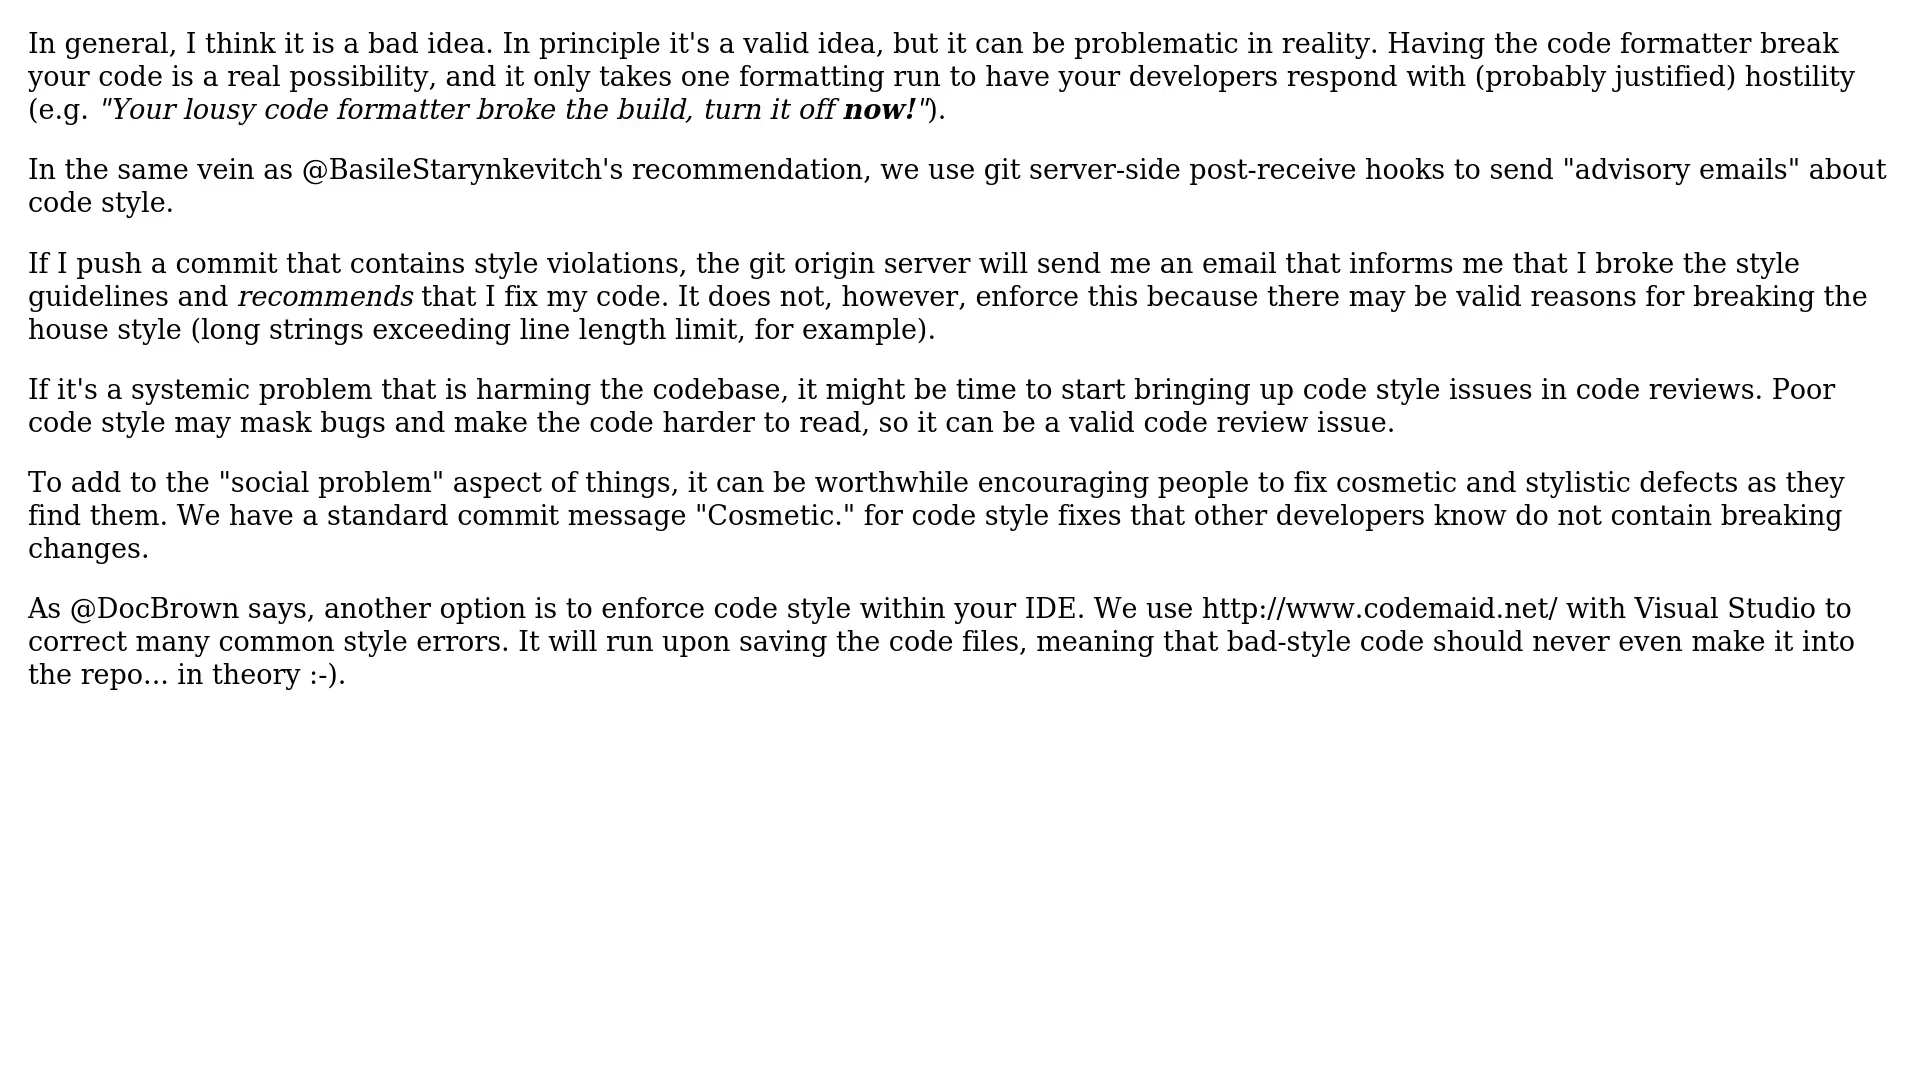 In general, I think it is a bad idea. In principle it's a valid idea, but it can be problematic in reality. Having the code formatter break
your code is a real possibility, and it only takes one formatting run to have your developers respond with (probably justified) hostility
(e.g. "Your lousy code formatter broke the build, turn it off now!").
In the same vein as @BasileStarynkevitch's recommendation, we use git server-side post-receive hooks to send "advisory emails" about
code style.
If I push a commit that contains style violations, the git origin server will send me an email that informs me that I broke the style
guidelines and recommends that I fix my code. It does not, however, enforce this because there may be valid reasons for breaking the
house style (long strings exceeding line length limit, for example).
If it's a systemic problem that is harming the codebase, it might be time to start bringing up code style issues in code reviews. Poor
code style may mask bugs and make the code harder to read, so it can be a valid code review issue.
To add to the "social problem" aspect of things, it can be worthwhile encouraging people to fix cosmetic and stylistic defects as they
find them. We have a standard commit message "Cosmetic." for code style fixes that other developers know do not contain breaking
changes.
As @DocBrown says, another option is to enforce code style within your IDE. We use http://www.codemaid.net/ with Visual Studio to
correct many common style errors. It will run upon saving the code files, meaning that bad-style code should never even make it into
the repo... in theory :-).